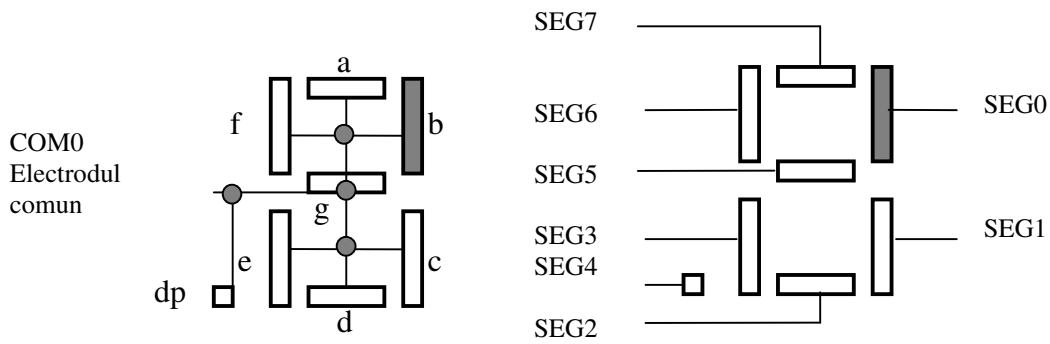 a
f
b
COM0
Electrodul
comun
g
e
c
dp
d
SEG7
SEG6
SEG0
SEG5
SEG3
SEG1
SEG4
SEG2